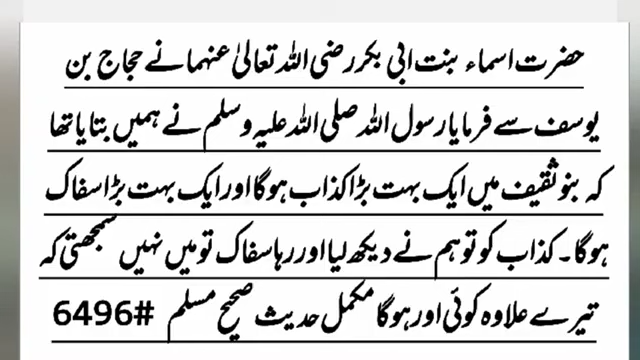 حضرت اسماء بنت ابی بکر رضی اللہ تعالیٰ عنہما نے حجاج بن
یوسف سے فرمایا رسول اللہ صلی اللہ علیہ وسلم نے ہمیں بتایا تھا
کہ بنو ثقیف میں ایک بہت بڑا کذاب ہوگا اور ایک بہت بڑا سفاک
ہوگا۔ کذاب کو تو ہم نے دیکھ لیا اور رہا سفاک تو میں نہیں سمجھتی کہ
تیرے علاوہ کوئی اور ہوگا مکمل حدیث صحیح مسلم #6496